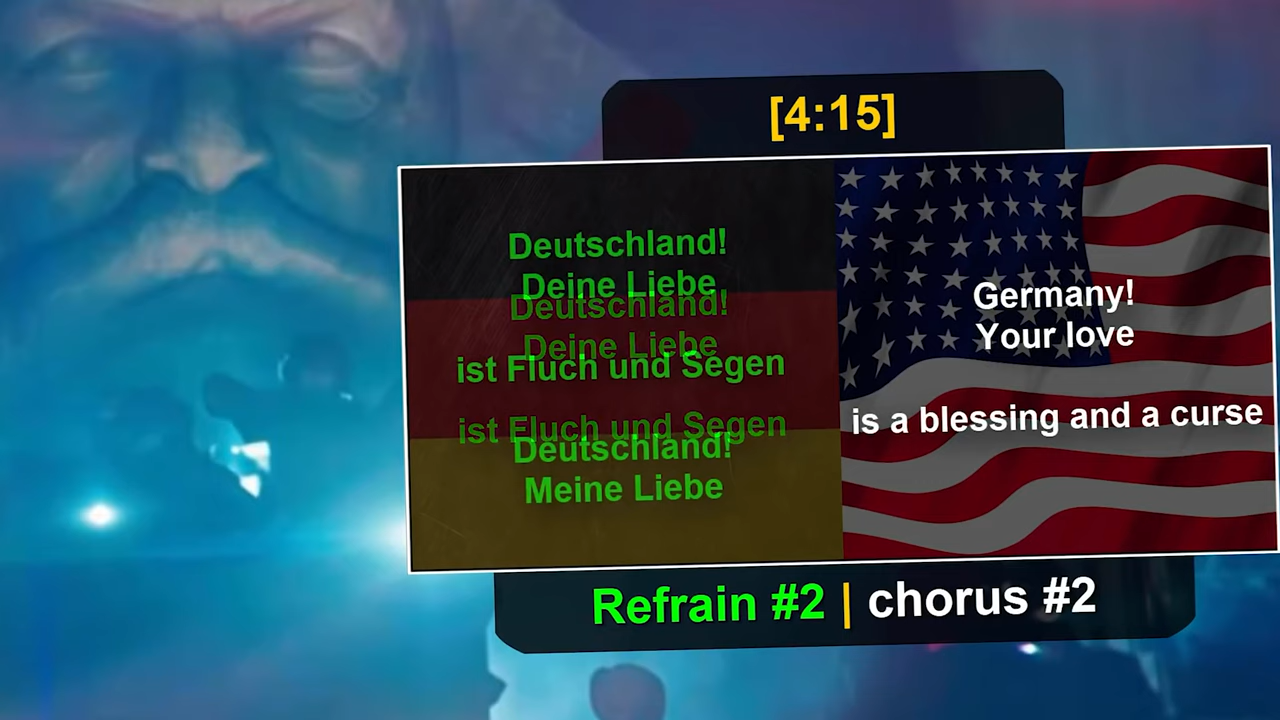 [4:15]
Deutschland!
Deine Liebe
Deutschland!
Deine Liebe
ist Fluch und Segen
ist Fluch und Segen
Deutschland!
Meine Liebe
Germany!
Your love
is a blessing and a curse
Refrain #2 | chorus #2